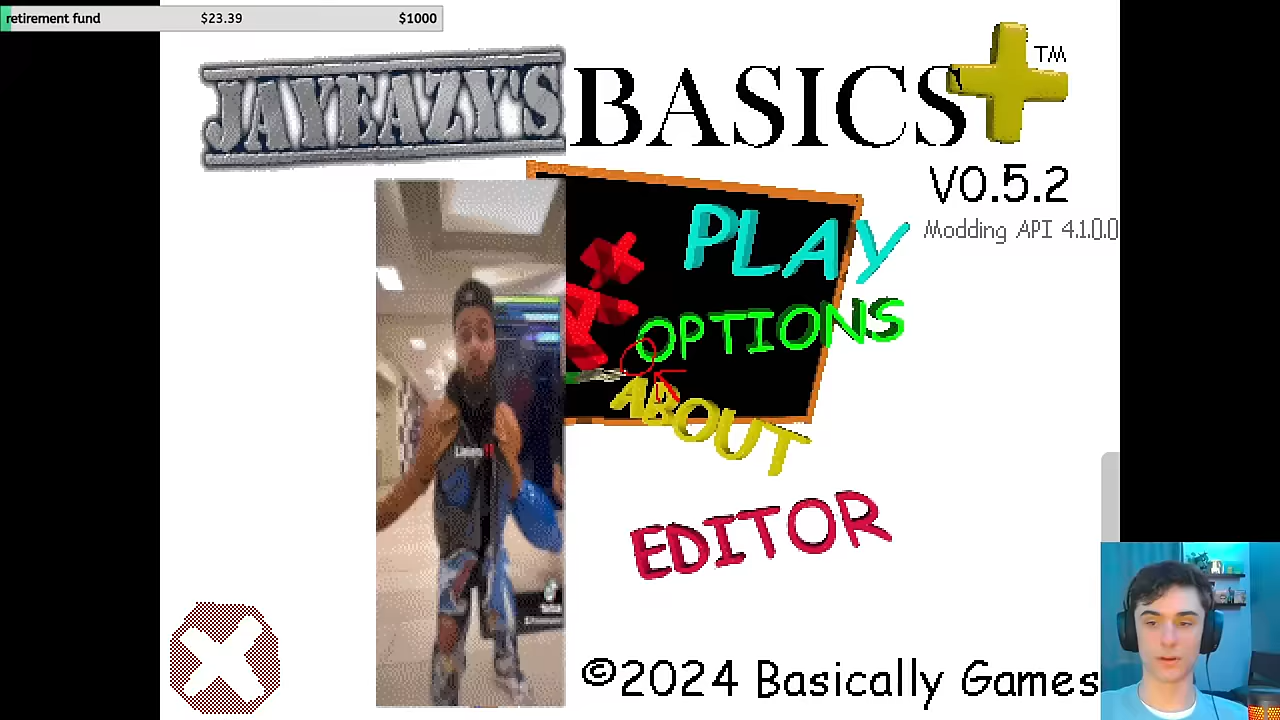 retirement fund $23.39 $1000
JAYEAZY'S BASICS TM
V0.5.2
Modding API 4.1.0.0
PLAY
OPTIONS
ABOUT
EDITOR
©2024 Basically Games